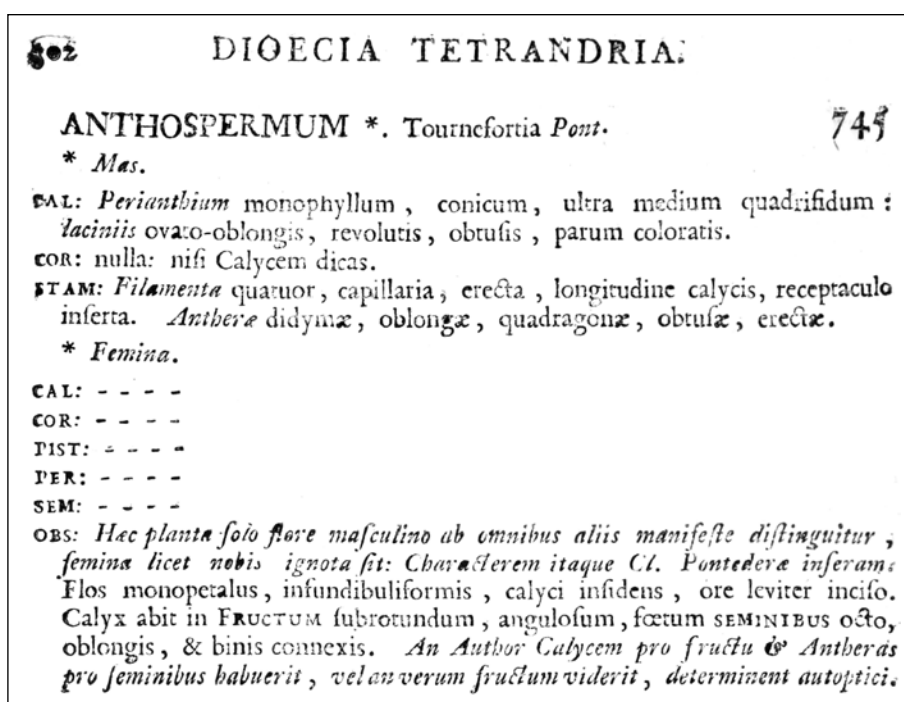 302 DIOECIA TETRANDRIA.
ANTHOSPERMUM *. Tournefortia Pont. 745
* Mas.
CAL: Perianthium monophyllum, conicum, ultra medium quadrifidum:
laciniis ovato-oblongis, revolutis, obtuſis, parum coloratis.
COR: nulla: niſi Calycem dicas.
STAM: Filamenta quatuor, capillaria, erecta, longitudine calycis, receptaculo
inſerta. Antheræ didymæ, oblongæ, quadragonæ, obtuſæ, erectæ.
* Femina.
CAL: - - - -
COR: - - - -
PIST: - - - -
PER: - - - -
SEM: - - - -
OBS: Hæc planta ſolo flore maſculino ab omnibus aliis manifeſte diſtinguitur,
femina licet nobis ignota ſit: Characterem itaque Cl. Pontederæ inſeram:
Flos monopetalus, infundibuliformis, calyci inſidens, ore leviter inciſo.
Calyx abit in FRUCTUM ſubrotundum, anguloſum, fœtum SEMINIBUS octo,
oblongis, & binis connexis. An Author Calycem pro fructu & Antheras
pro ſeminibus habuerit, vel an verum fructum viderit, determinent autoptici.